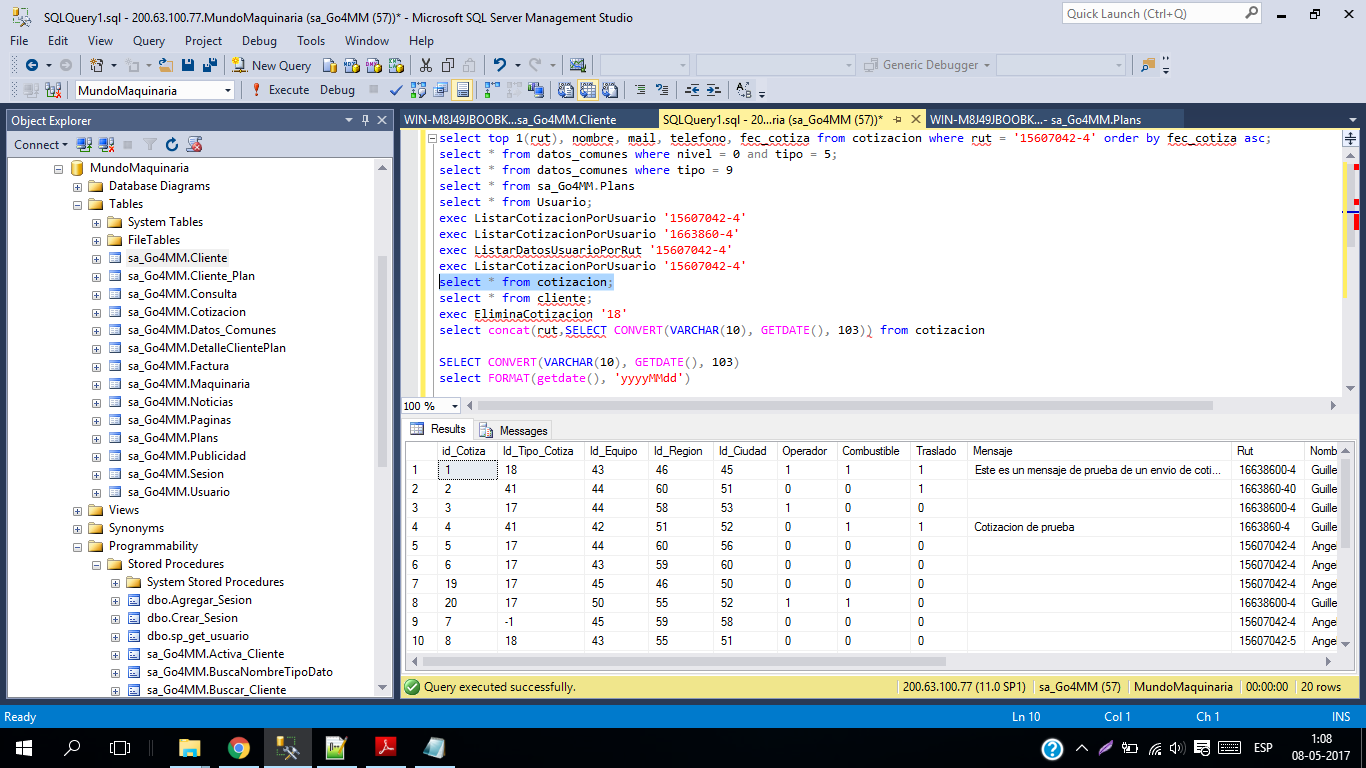 SQLQuery1.sql - 200.63.100.77.MundoMaquinaria (sa_Go4MM (57))* - Microsoft SQL Server Management Studio
Quick Launch (Ctrl+Q)
File Edit View Query Project Debug Tools Window Help
New Query
Generic Debugger
MundoMaquinaria
Execute Debug
Object Explorer
Connect
MundoMaquinaria
Database Diagrams
Tables
System Tables
FileTables
sa_Go4MM.Cliente
sa_Go4MM.Cliente_Plan
sa_Go4MM.Consulta
sa_Go4MM.Cotizacion
sa_Go4MM.Datos_Comunes
sa_Go4MM.DetalleClientePlan
sa_Go4MM.Factura
sa_Go4MM.Maquinaria
sa_Go4MM.Noticias
sa_Go4MM.Paginas
sa_Go4MM.Plans
sa_Go4MM.Publicidad
sa_Go4MM.Sesion
sa_Go4MM.Usuario
Views
Synonyms
Programmability
Stored Procedures
System Stored Procedures
dbo.Agregar_Sesion
dbo.Crear_Sesion
dbo.sp_get_usuario
sa_Go4MM.Activa_Cliente
sa_Go4MM.BuscaNombreTipoDato
sa_Go4MM.Buscar_Cliente
WIN-M8J49JBOOBK...sa_Go4MM.Cliente
SQLQuery1.sql - 20...ria (sa_Go4MM (57))*
WIN-M8J49JBOOBK...- sa_Go4MM.Plans
select top 1(rut), nombre, mail, telefono, fec_cotiza from cotizacion where rut = '15607042-4' order by fec_cotiza asc;
select * from datos_comunes where nivel = 0 and tipo = 5;
select * from datos_comunes where tipo = 9
select * from sa_Go4MM.Plans
select * from Usuario;
exec ListarCotizacionPorUsuario '15607042-4'
exec ListarCotizacionPorUsuario '1663860-4'
exec ListarDatosUsuarioPorRut '15607042-4'
exec ListarCotizacionPorUsuario '15607042-4'
select * from cotizacion;
select * from cliente;
exec EliminaCotizacion '18'
select concat(rut,SELECT CONVERT(VARCHAR(10), GETDATE(), 103)) from cotizacion
SELECT CONVERT(VARCHAR(10), GETDATE(), 103)
select FORMAT(getdate(), 'yyyyMMdd')
100 %
Results Messages
id_Cotiza Id_Tipo_Cotiza Id_Equipo Id_Region Id_Ciudad Operador Combustible Traslado Mensaje Rut Nomb
1 1 18 43 46 45 1 1 1 Este es un mensaje de prueba de un envio de coti... 16638600-4 Guille
2 2 41 44 60 51 0 0 1 1663860-40 Guille
3 3 17 44 58 53 1 0 0 16638600-4 Guille
4 4 41 42 51 52 0 1 1 Cotizacion de prueba 1663860-4 Guille
5 5 17 44 60 56 0 0 0 15607042-4 Angel
6 6 17 43 59 60 0 0 0 15607042-4 Angel
7 19 17 45 46 50 0 0 0 15607042-4 Angel
8 20 17 50 55 52 1 1 0 16638600-4 Guille
9 7 -1 45 59 58 0 0 0 15607042-4 Angel
10 8 18 43 55 51 0 0 0 15607042-5 Angel
Query executed successfully.
200.63.100.77 (11.0 SP1) sa_Go4MM (57) MundoMaquinaria 00:00:00 20 rows
Ready Ln 10 Col 1 Ch 1 INS
ESP
1:08
08-05-2017